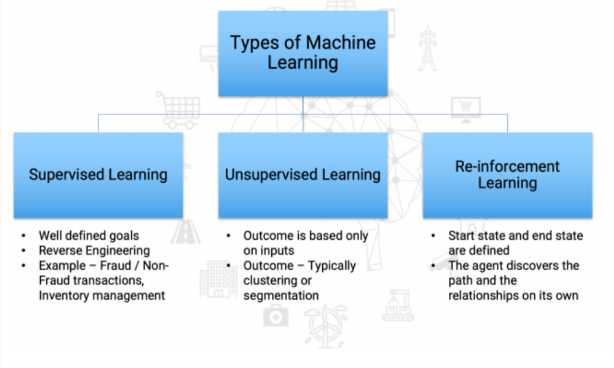 Types of Machine
Learning
Supervised Learning
Unsupervised Learning
Re-inforcement
Learning
• Well defined goals
• Reverse Engineering
• Example – Fraud / Non-
Fraud transactions,
Inventory management
• Outcome is based only
on inputs
• Outcome – Typically
clustering or
segmentation
• Start state and end state
are defined
• The agent discovers the
path and the
relationships on its own